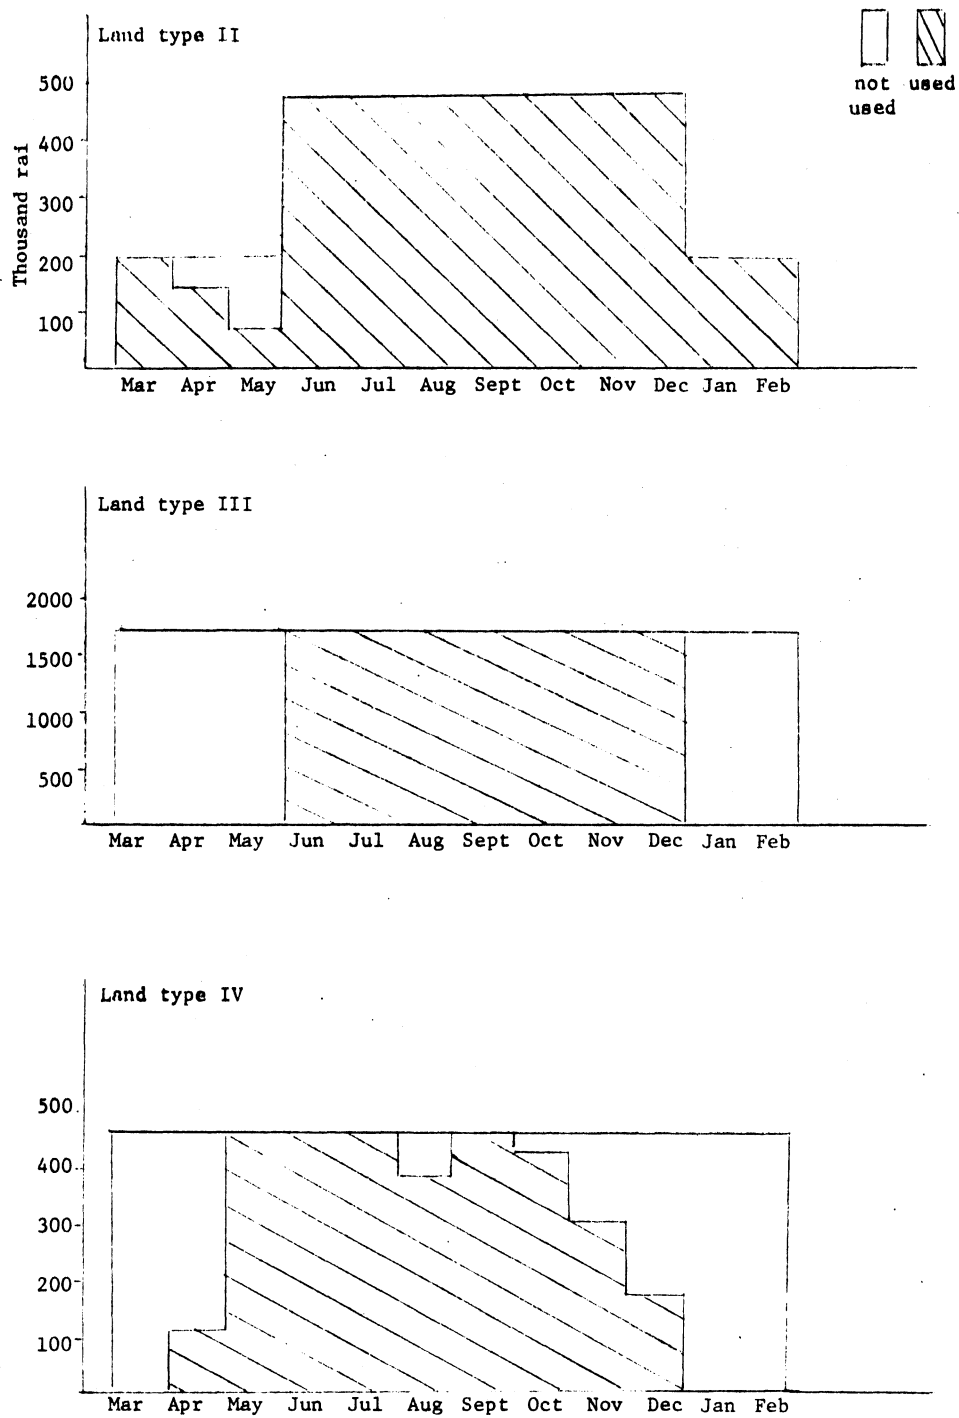 Land type II
not used
used
Thousand rai
500
400
300
200
100
Mar Apr May Jun Jul Aug Sept Oct Nov Dec Jan Feb
Land type III
2000
1500
1000
500
Mar Apr May Jun Jul Aug Sept Oct Nov Dec Jan Feb
Land type IV
500
400
300
200
100
Mar Apr May Jun Jul Aug Sept Oct Nov Dec Jan Feb